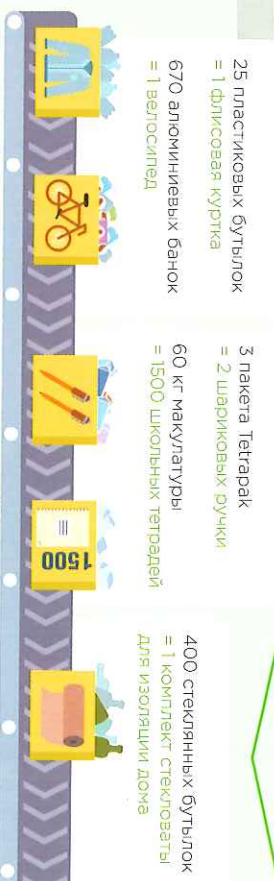 25 пластиковых бутылок
= 1 флисовая куртка
670 алюминиевых банок
= 1 велосипед
3 пакета Tetrapak
= 2 шариковых ручки
60 кг макулатуры
= 1500 школьных тетрадей
400 стеклянных бутылок
= 1 комплект стекловаты
для изоляции дома
1500